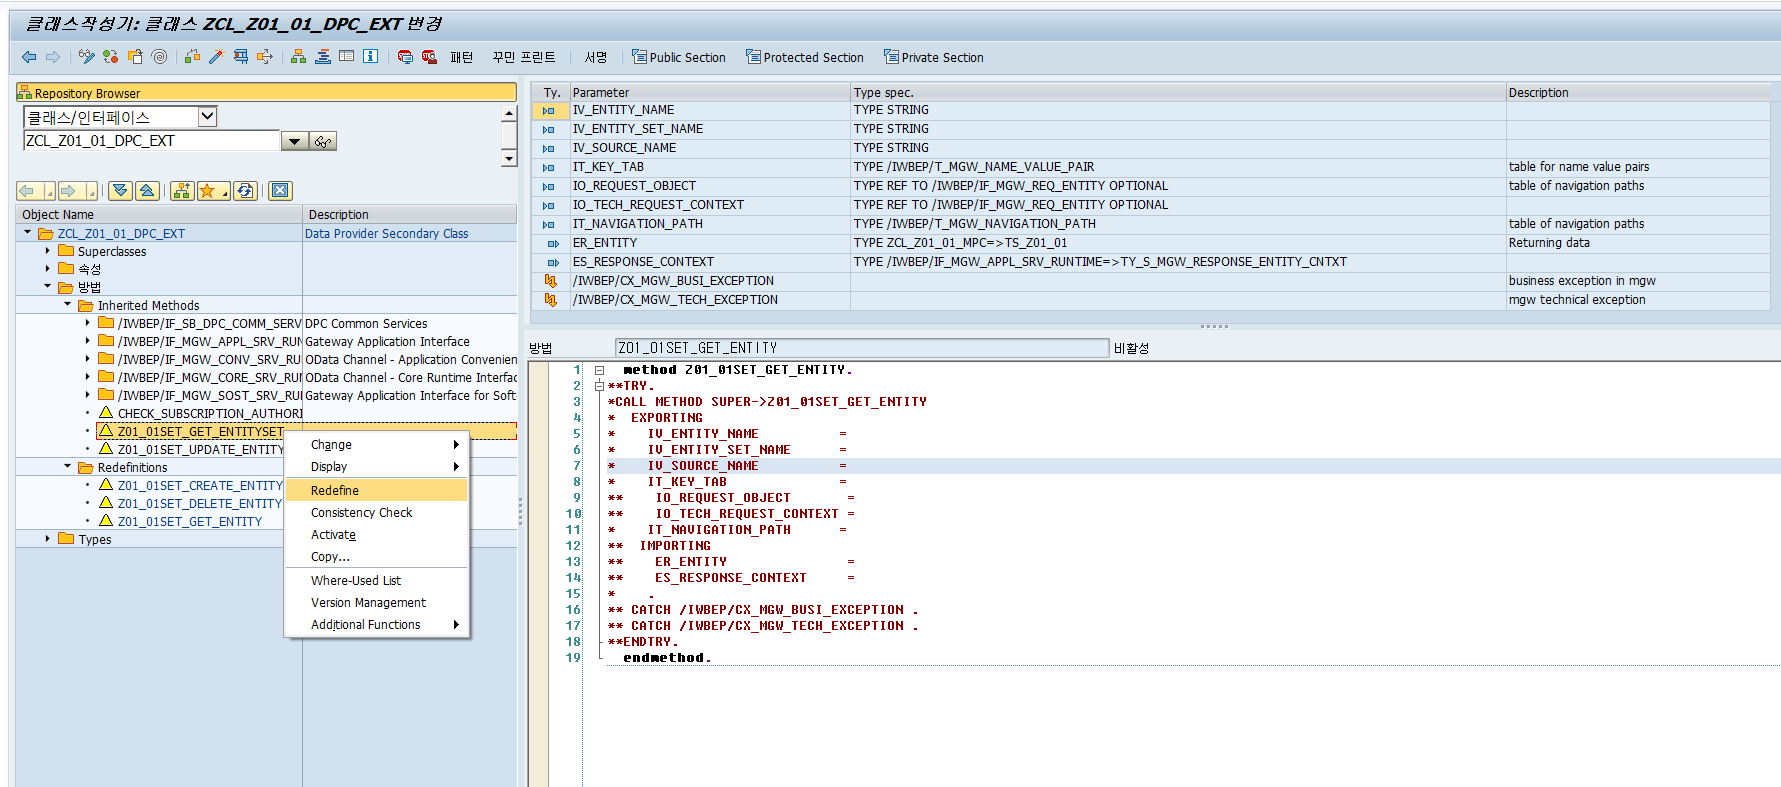 클래스작성기: 클래스 ZCL_Z01_01_DPC_EXT 변경
패턴 꾸민 프린트 서명 Public Section Protected Section Private Section
Repository Browser
클래스/인터페이스
ZCL_Z01_01_DPC_EXT
Object Name Description
ZCL_Z01_01_DPC_EXT Data Provider Secondary Class
Superclasses
속성
방법
Inherited Methods
/IWBEP/IF_SB_DPC_COMM_SERV DPC Common Services
/IWBEP/IF_MGW_APPL_SRV_RUN Gateway Application Interface
/IWBEP/IF_MGW_CONV_SRV_RU OData Channel - Application Convenien
/IWBEP/IF_MGW_CORE_SRV_RU OData Channel - Core Runtime Interfac
/IWBEP/IF_MGW_SOST_SRV_RU Gateway Application Interface for Soft
CHECK_SUBSCRIPTION_AUTHORI
Z01_01SET_GET_ENTITYSET
Z01_01SET_UPDATE_ENTITY
Redefinitions
Z01_01SET_CREATE_ENTITY
Z01_01SET_DELETE_ENTITY
Z01_01SET_GET_ENTITY
Types
Change
Display
Redefine
Consistency Check
Activate
Copy...
Where-Used List
Version Management
Additional Functions
Ty. Parameter Type spec. Description
IV_ENTITY_NAME TYPE STRING
IV_ENTITY_SET_NAME TYPE STRING
IV_SOURCE_NAME TYPE STRING
IT_KEY_TAB TYPE /IWBEP/T_MGW_NAME_VALUE_PAIR table for name value pairs
IO_REQUEST_OBJECT TYPE REF TO /IWBEP/IF_MGW_REQ_ENTITY OPTIONAL table of navigation paths
IO_TECH_REQUEST_CONTEXT TYPE REF TO /IWBEP/IF_MGW_REQ_ENTITY OPTIONAL
IT_NAVIGATION_PATH TYPE /IWBEP/T_MGW_NAVIGATION_PATH table of navigation paths
ER_ENTITY TYPE ZCL_Z01_01_MPC=>TS_Z01_01 Returning data
ES_RESPONSE_CONTEXT TYPE /IWBEP/IF_MGW_APPL_SRV_RUNTIME=>TY_S_MGW_RESPONSE_ENTITY_CNTXT
/IWBEP/CX_MGW_BUSI_EXCEPTION business exception in mgw
/IWBEP/CX_MGW_TECH_EXCEPTION mgw technical exception
방법 Z01_01SET_GET_ENTITY 비활성
1 method Z01_01SET_GET_ENTITY.
2 **TRY.
3 *CALL METHOD SUPER->Z01_01SET_GET_ENTITY
4 * EXPORTING
5 * IV_ENTITY_NAME =
6 * IV_ENTITY_SET_NAME =
7 * IV_SOURCE_NAME =
8 * IT_KEY_TAB =
9 ** IO_REQUEST_OBJECT =
10 ** IO_TECH_REQUEST_CONTEXT =
11 * IT_NAVIGATION_PATH =
12 ** IMPORTING
13 ** ER_ENTITY =
14 ** ES_RESPONSE_CONTEXT =
15 * .
16 ** CATCH /IWBEP/CX_MGW_BUSI_EXCEPTION .
17 ** CATCH /IWBEP/CX_MGW_TECH_EXCEPTION .
18 **ENDTRY.
19 endmethod.